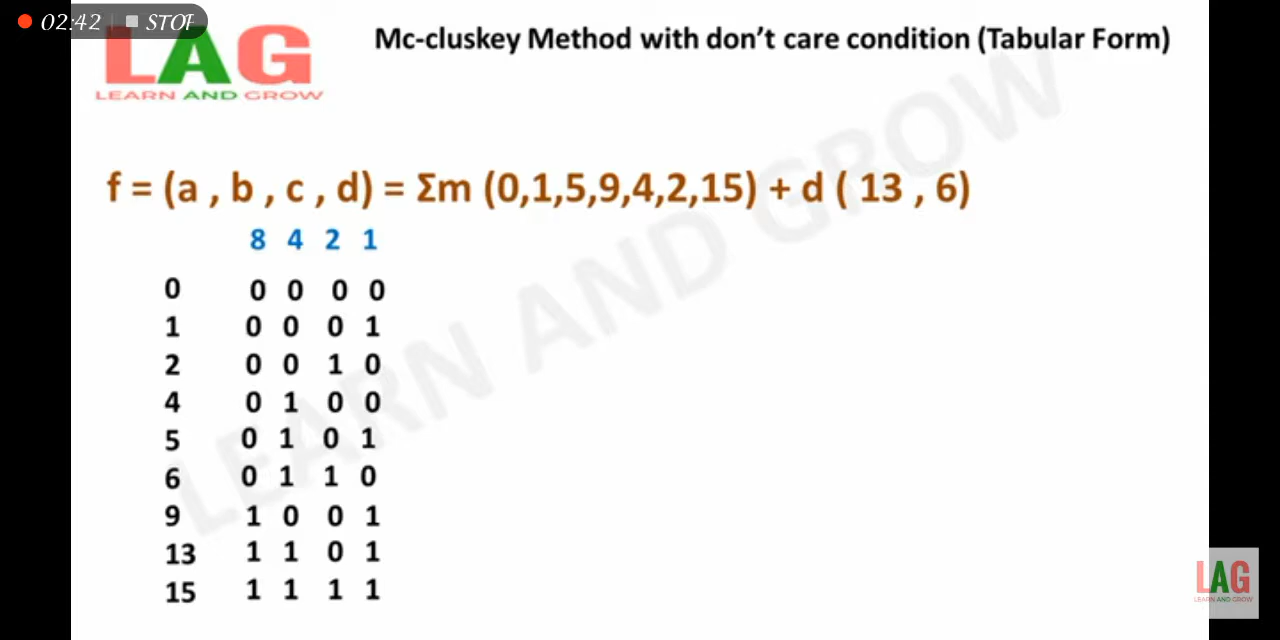 02:42 STOP
LAG
LEARN AND GROW
Mc-cluskey Method with don't care condition (Tabular Form)
f = (a , b , c , d) = Σm (0,1,5,9,4,2,15) + d ( 13 , 6)
8 4 2 1
0 0 0 0 0
1 0 0 0 1
2 0 0 1 0
4 0 1 0 0
5 0 1 0 1
6 0 1 1 0
9 1 0 0 1
13 1 1 0 1
15 1 1 1 1
LEARN AND GROW
LAG
LEARN AND GROW